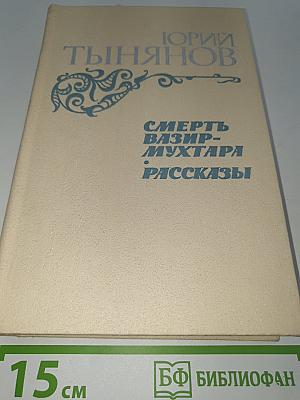 ЮРИЙ
ТЫНЯНОВ
СМЕРТЬ
ВАЗИР-
МУХТАРА
•
РАССКАЗЫ
15 см
БФ БИБЛИОФАН